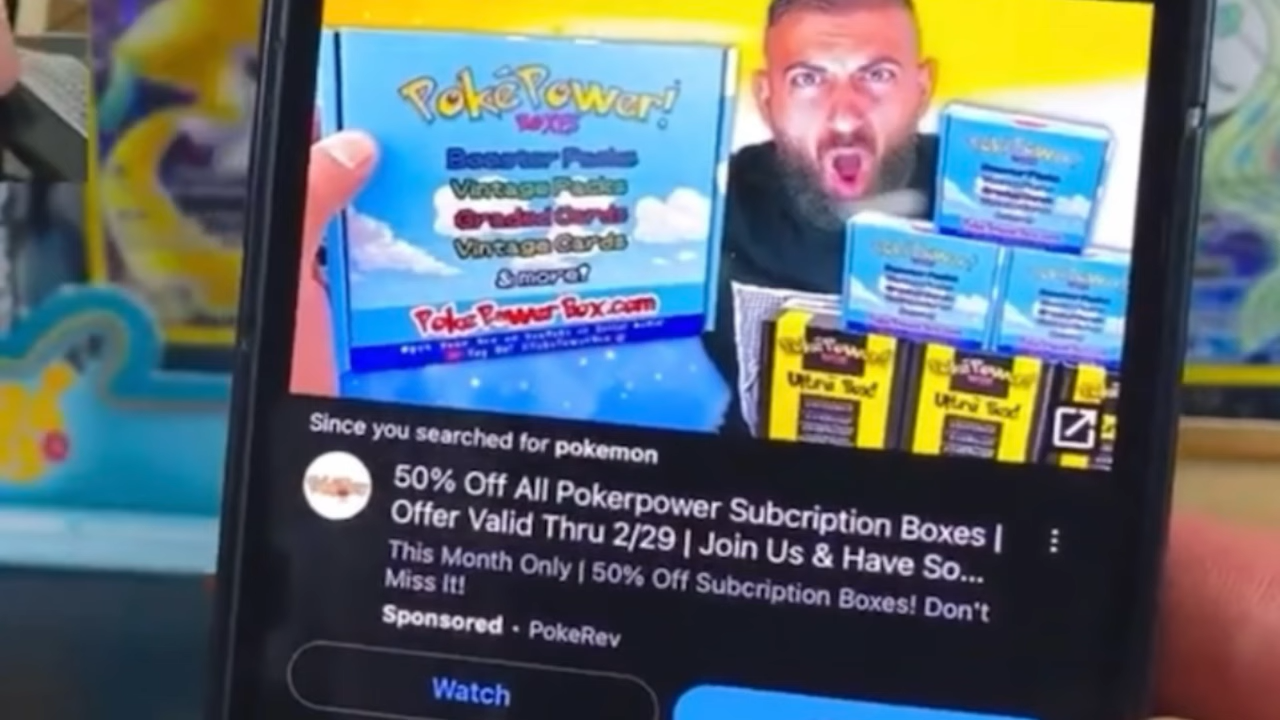 PokéPower!
BOXES
Booster Packs
Vintage Packs
Graded Cards
Vintage Cards
& more!
PokePowerBox.com
Ultra Box!
Ultra Box!
Since you searched for pokemon
50% Off All Pokerpower Subcription Boxes |
Offer Valid Thru 2/29 | Join Us & Have So...
This Month Only | 50% Off Subcription Boxes! Don't
Miss It!
Sponsored · PokeRev
Watch